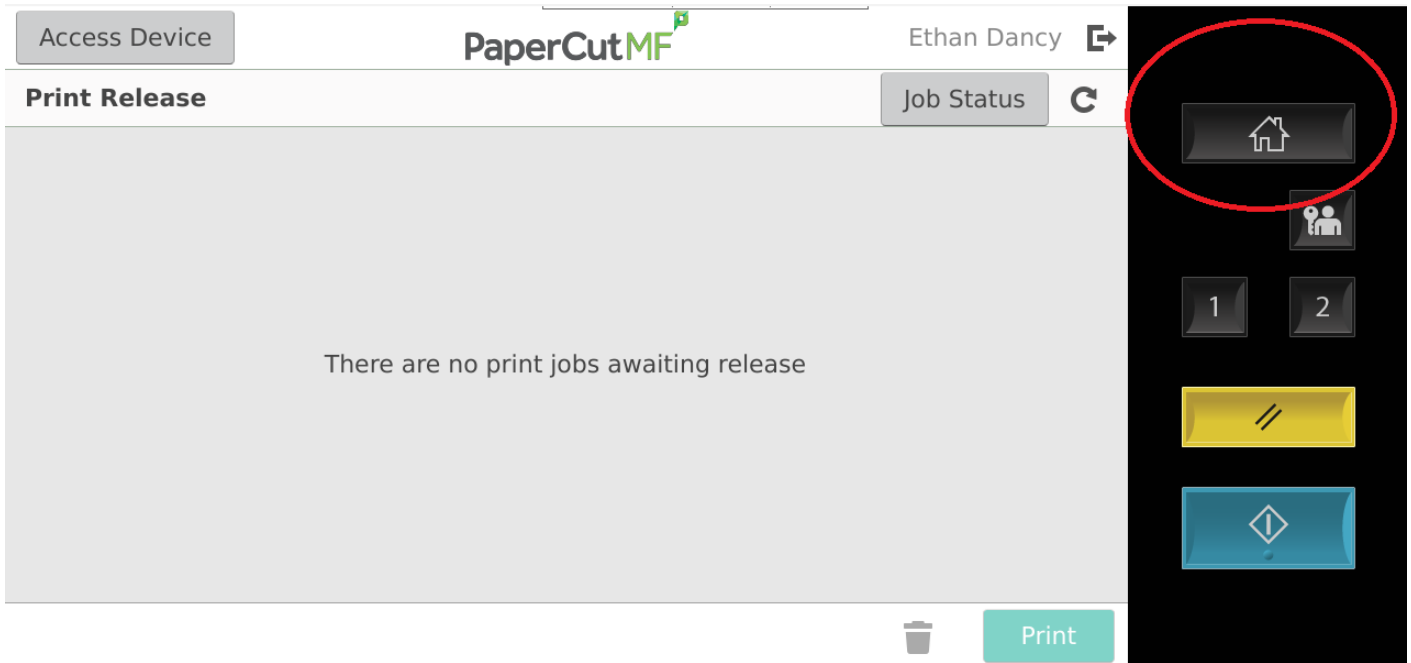 Access Device
PaperCutMF
Ethan Dancy
Print Release
Job Status
1
2
There are no print jobs awaiting release
Print